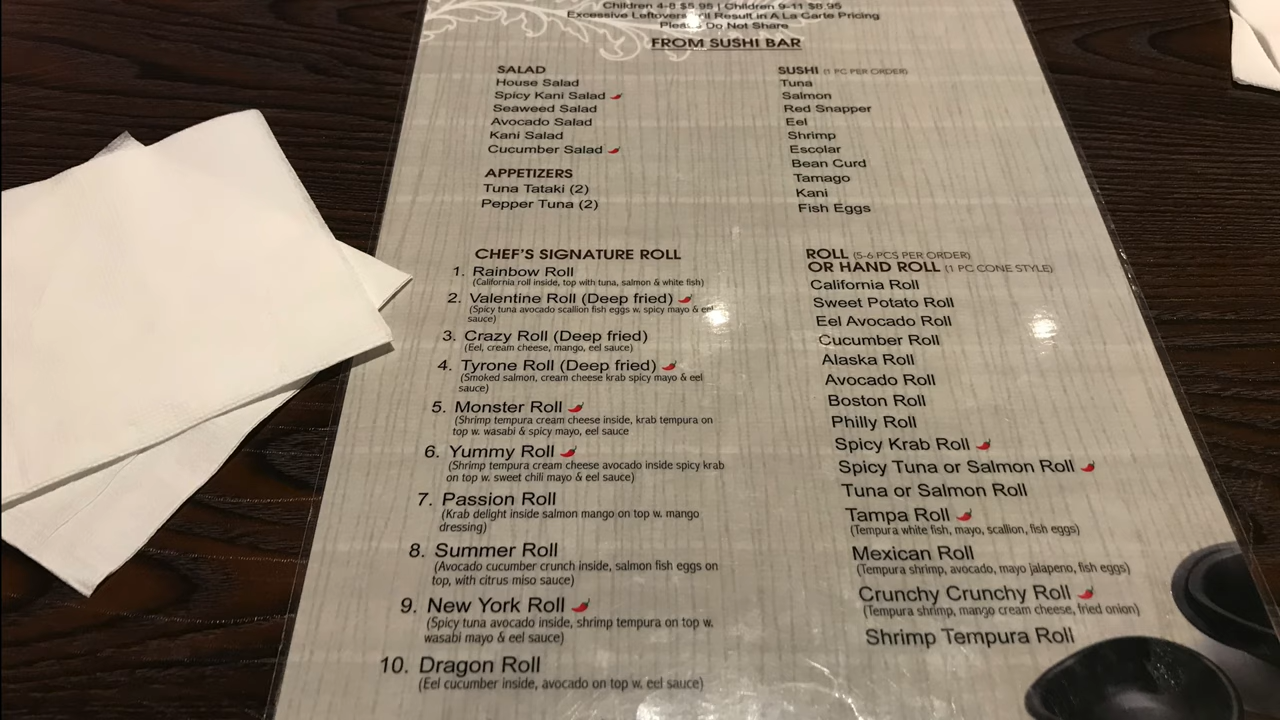 Children 4-8 $5.95 | Children 9-11 $8.95
Excessive Leftovers Will Result in A La Carte Pricing
Please Do Not Share
FROM SUSHI BAR
SALAD
House Salad
Spicy Kani Salad
Seaweed Salad
Avocado Salad
Kani Salad
Cucumber Salad
APPETIZERS
Tuna Tataki (2)
Pepper Tuna (2)
SUSHI (1 PC PER ORDER)
Tuna
Salmon
Red Snapper
Eel
Shrimp
Escolar
Bean Curd
Tamago
Kani
Fish Eggs
CHEF'S SIGNATURE ROLL
1. Rainbow Roll
(California roll inside, top with tuna, salmon & white fish)
2. Valentine Roll (Deep fried)
(Spicy tuna avocado scallion fish eggs w. spicy mayo & eel
sauce)
3. Crazy Roll (Deep fried)
(Eel, cream cheese, mango, eel sauce)
4. Tyrone Roll (Deep fried)
(Smoked salmon, cream cheese krab spicy mayo & eel
sauce)
5. Monster Roll
(Shrimp tempura cream cheese inside, krab tempura on
top w. wasabi & spicy mayo, eel sauce
6. Yummy Roll
(Shrimp tempura cream cheese avocado inside spicy krab
on top w. sweet chili mayo & eel sauce)
7. Passion Roll
(Krab delight inside salmon mango on top w. mango
dressing)
8. Summer Roll
(Avocado cucumber crunch inside, salmon fish eggs on
top, with citrus miso sauce)
9. New York Roll
(Spicy tuna avocado inside, shrimp tempura on top w.
wasabi mayo & eel sauce)
10. Dragon Roll
(Eel cucumber inside, avocado on top w. eel sauce)
ROLL (5-6 PCS PER ORDER)
OR HAND ROLL (1 PC CONE STYLE)
California Roll
Sweet Potato Roll
Eel Avocado Roll
Cucumber Roll
Alaska Roll
Avocado Roll
Boston Roll
Philly Roll
Spicy Krab Roll
Spicy Tuna or Salmon Roll
Tuna or Salmon Roll
Tampa Roll
(Tempura white fish, mayo, scallion, fish eggs)
Mexican Roll
(Tempura shrimp, avocado, mayo jalapeno, fish eggs)
Crunchy Crunchy Roll
(Tempura shrimp, mango cream cheese, fried onion)
Shrimp Tempura Roll